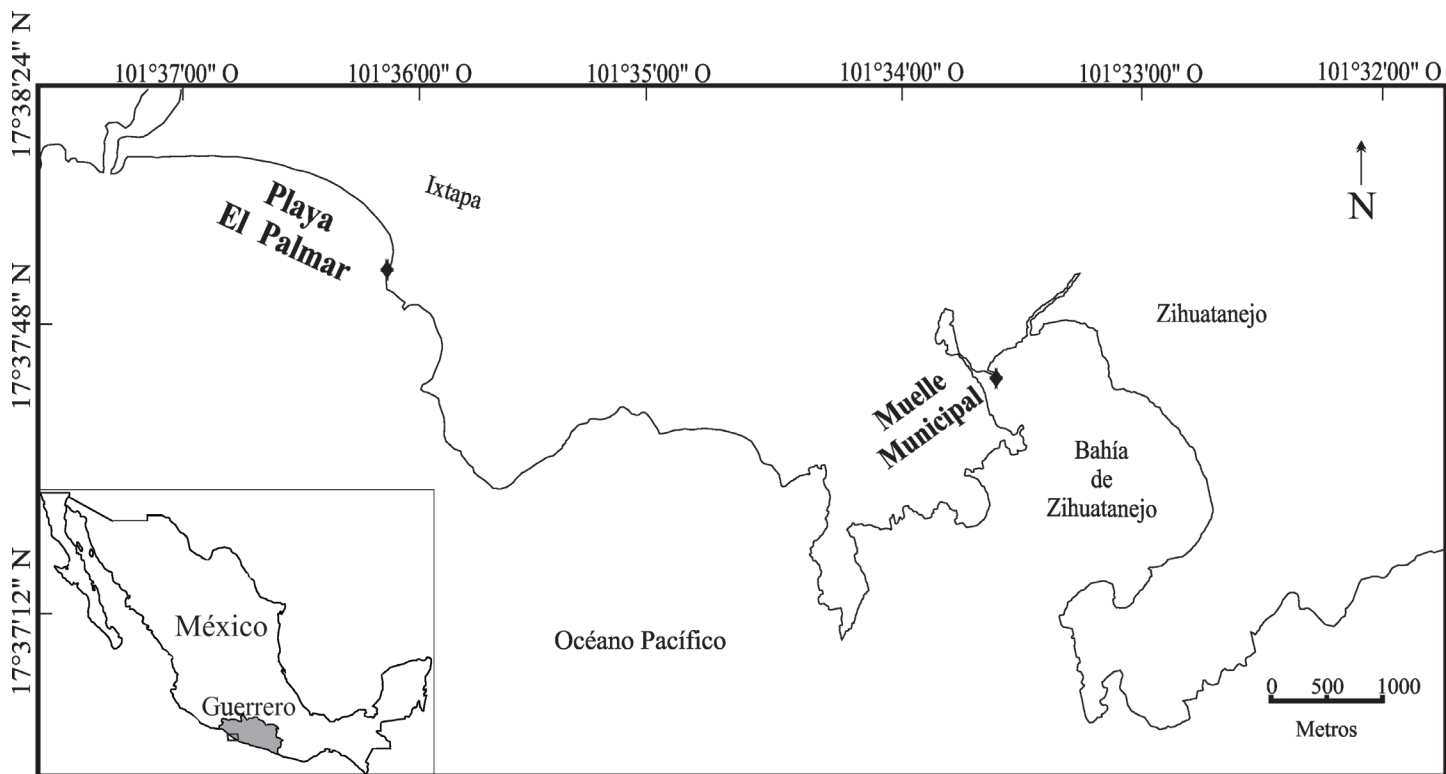 101°37'00" O
101°36'00" O
101°35'00" O
101°34'00" O
101°33'00" O
101°32'00" O
17°38'24" N
17°37'48" N
17°37'12" N
Ixtapa
Playa
El Palmar
N
Zihuatanejo
Muelle
Municipal
Bahía
de
Zihuatanejo
Océano Pacífico
México
Guerrero
0 500 1000
Metros